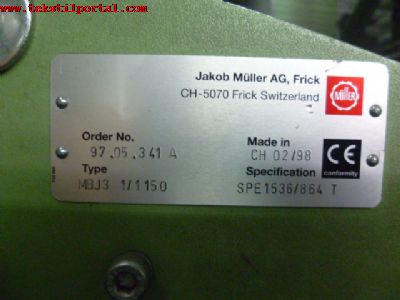 www.tekstilportal.com
Jakob Müller AG, Frick
CH-5070 Frick Switzerland
MÜLLER
Order No.
97.05.341 A
Made in
CH 02/98
CE
conformity
Type
MBJ3 1/1150
Specification
SPE1536/864 T